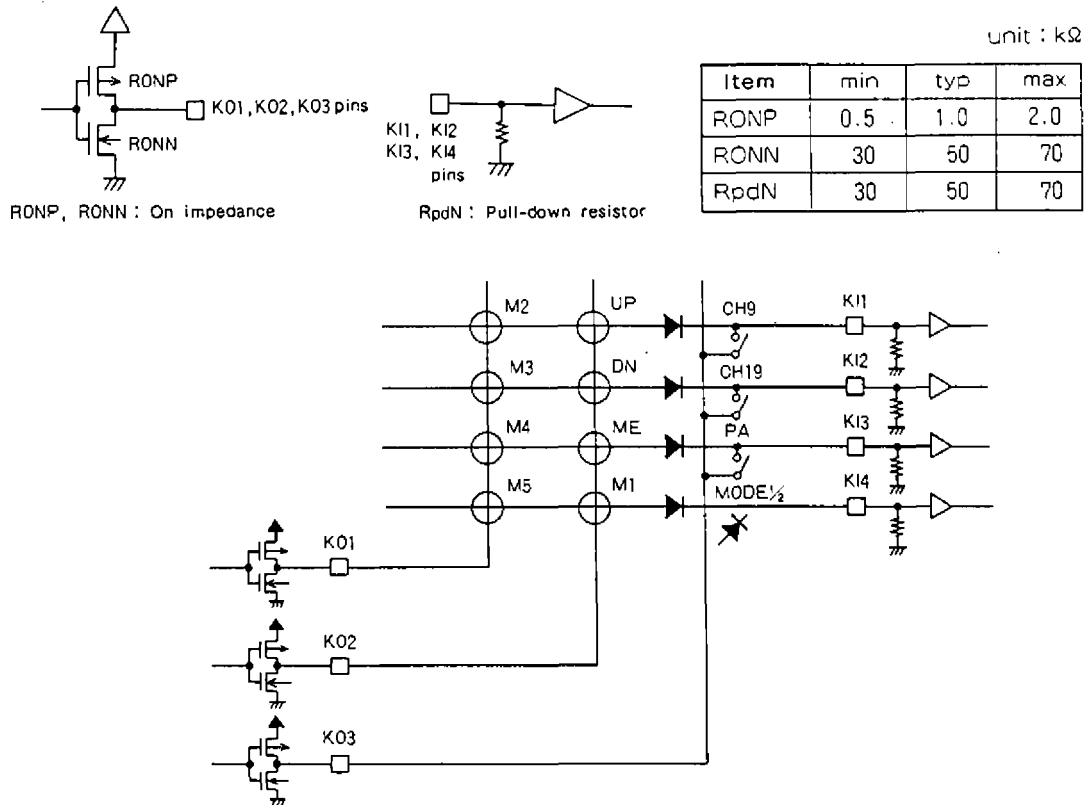 unit : kΩ
RONP
RONN
K01, K02, K03 pins
RONP, RONN : On impedance
KI1, KI2
KI3, KI4
pins
RpdN : Pull-down resistor
Item min typ max
RONP 0.5 1.0 2.0
RONN 30 50 70
RpdN 30 50 70
M2 UP CH9 KI1
M3 DN CH19 KI2
M4 ME PA KI3
M5 M1 MODE½ KI4
K01
K02
K03